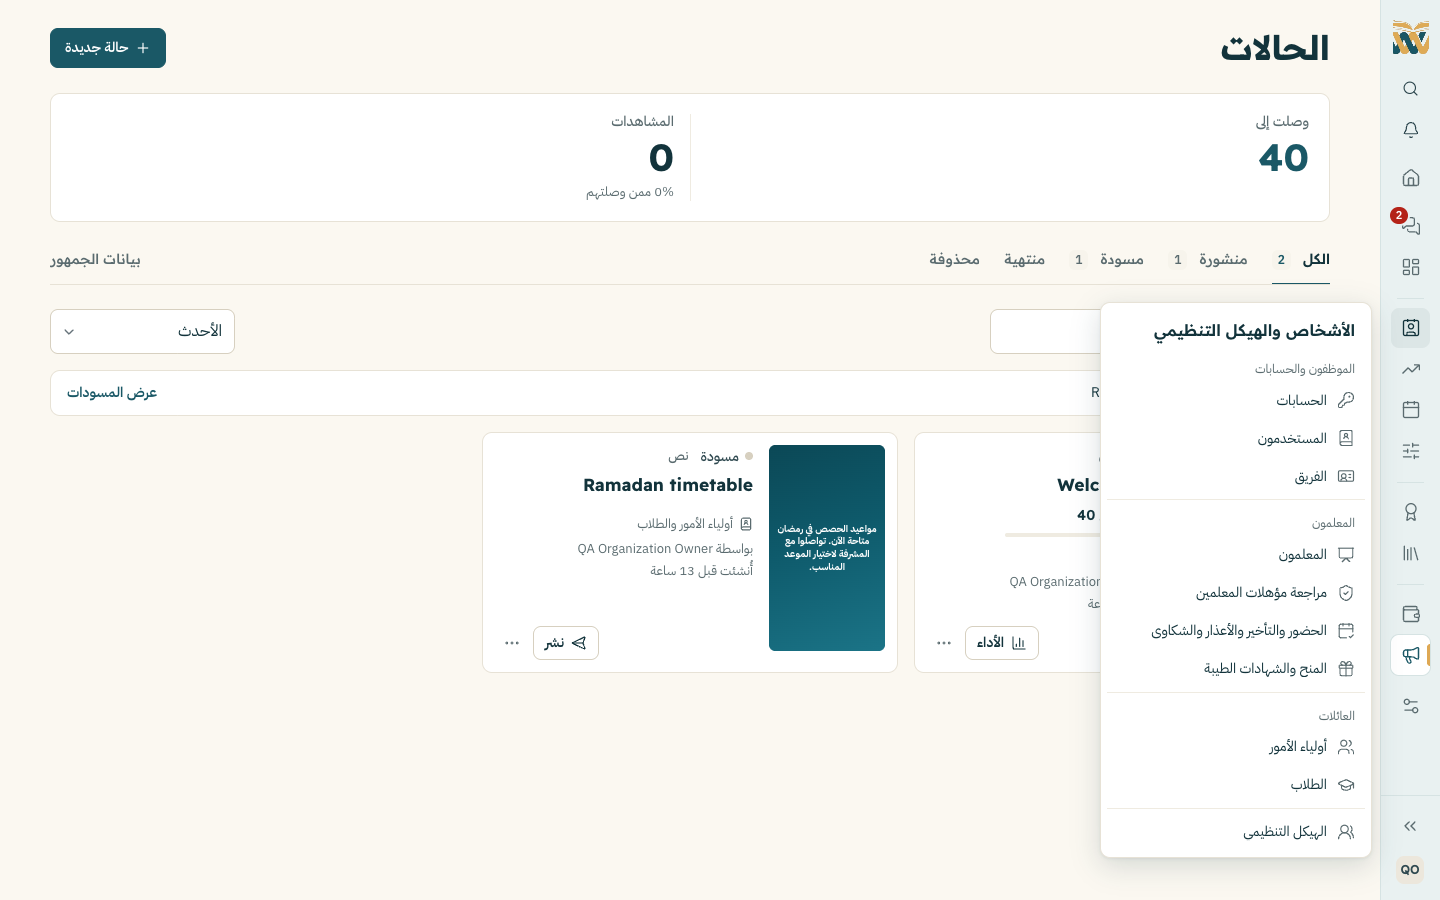 الحالات
حالة جديدة
وصلت إلى
40
المشاهدات
0
0% ممن وصلتهم
الكل 2
منشورة 1
مسودة 1
منتهية
محذوفة
بيانات الجمهور
الأحدث
عرض المسودات
مسودة نص
Ramadan timetable
أولياء الأمور والطلاب
بواسطة QA Organization Owner
أُنشئت قبل 13 ساعة
نشر
مواعيد الحصص في رمضان
متاحة الآن. تواصلوا مع
المشرفة لاختيار الموعد
المناسب.
40
QA Organization
الأداء
الأشخاص والهيكل التنظيمي
الموظفون والحسابات
الحسابات
المستخدمون
الفريق
المعلمون
المعلمون
مراجعة مؤهلات المعلمين
الحضور والتأخير والأعذار والشكاوى
المنح والشهادات الطيبة
العائلات
أولياء الأمور
الطلاب
الهيكل التنظيمي
2
QO